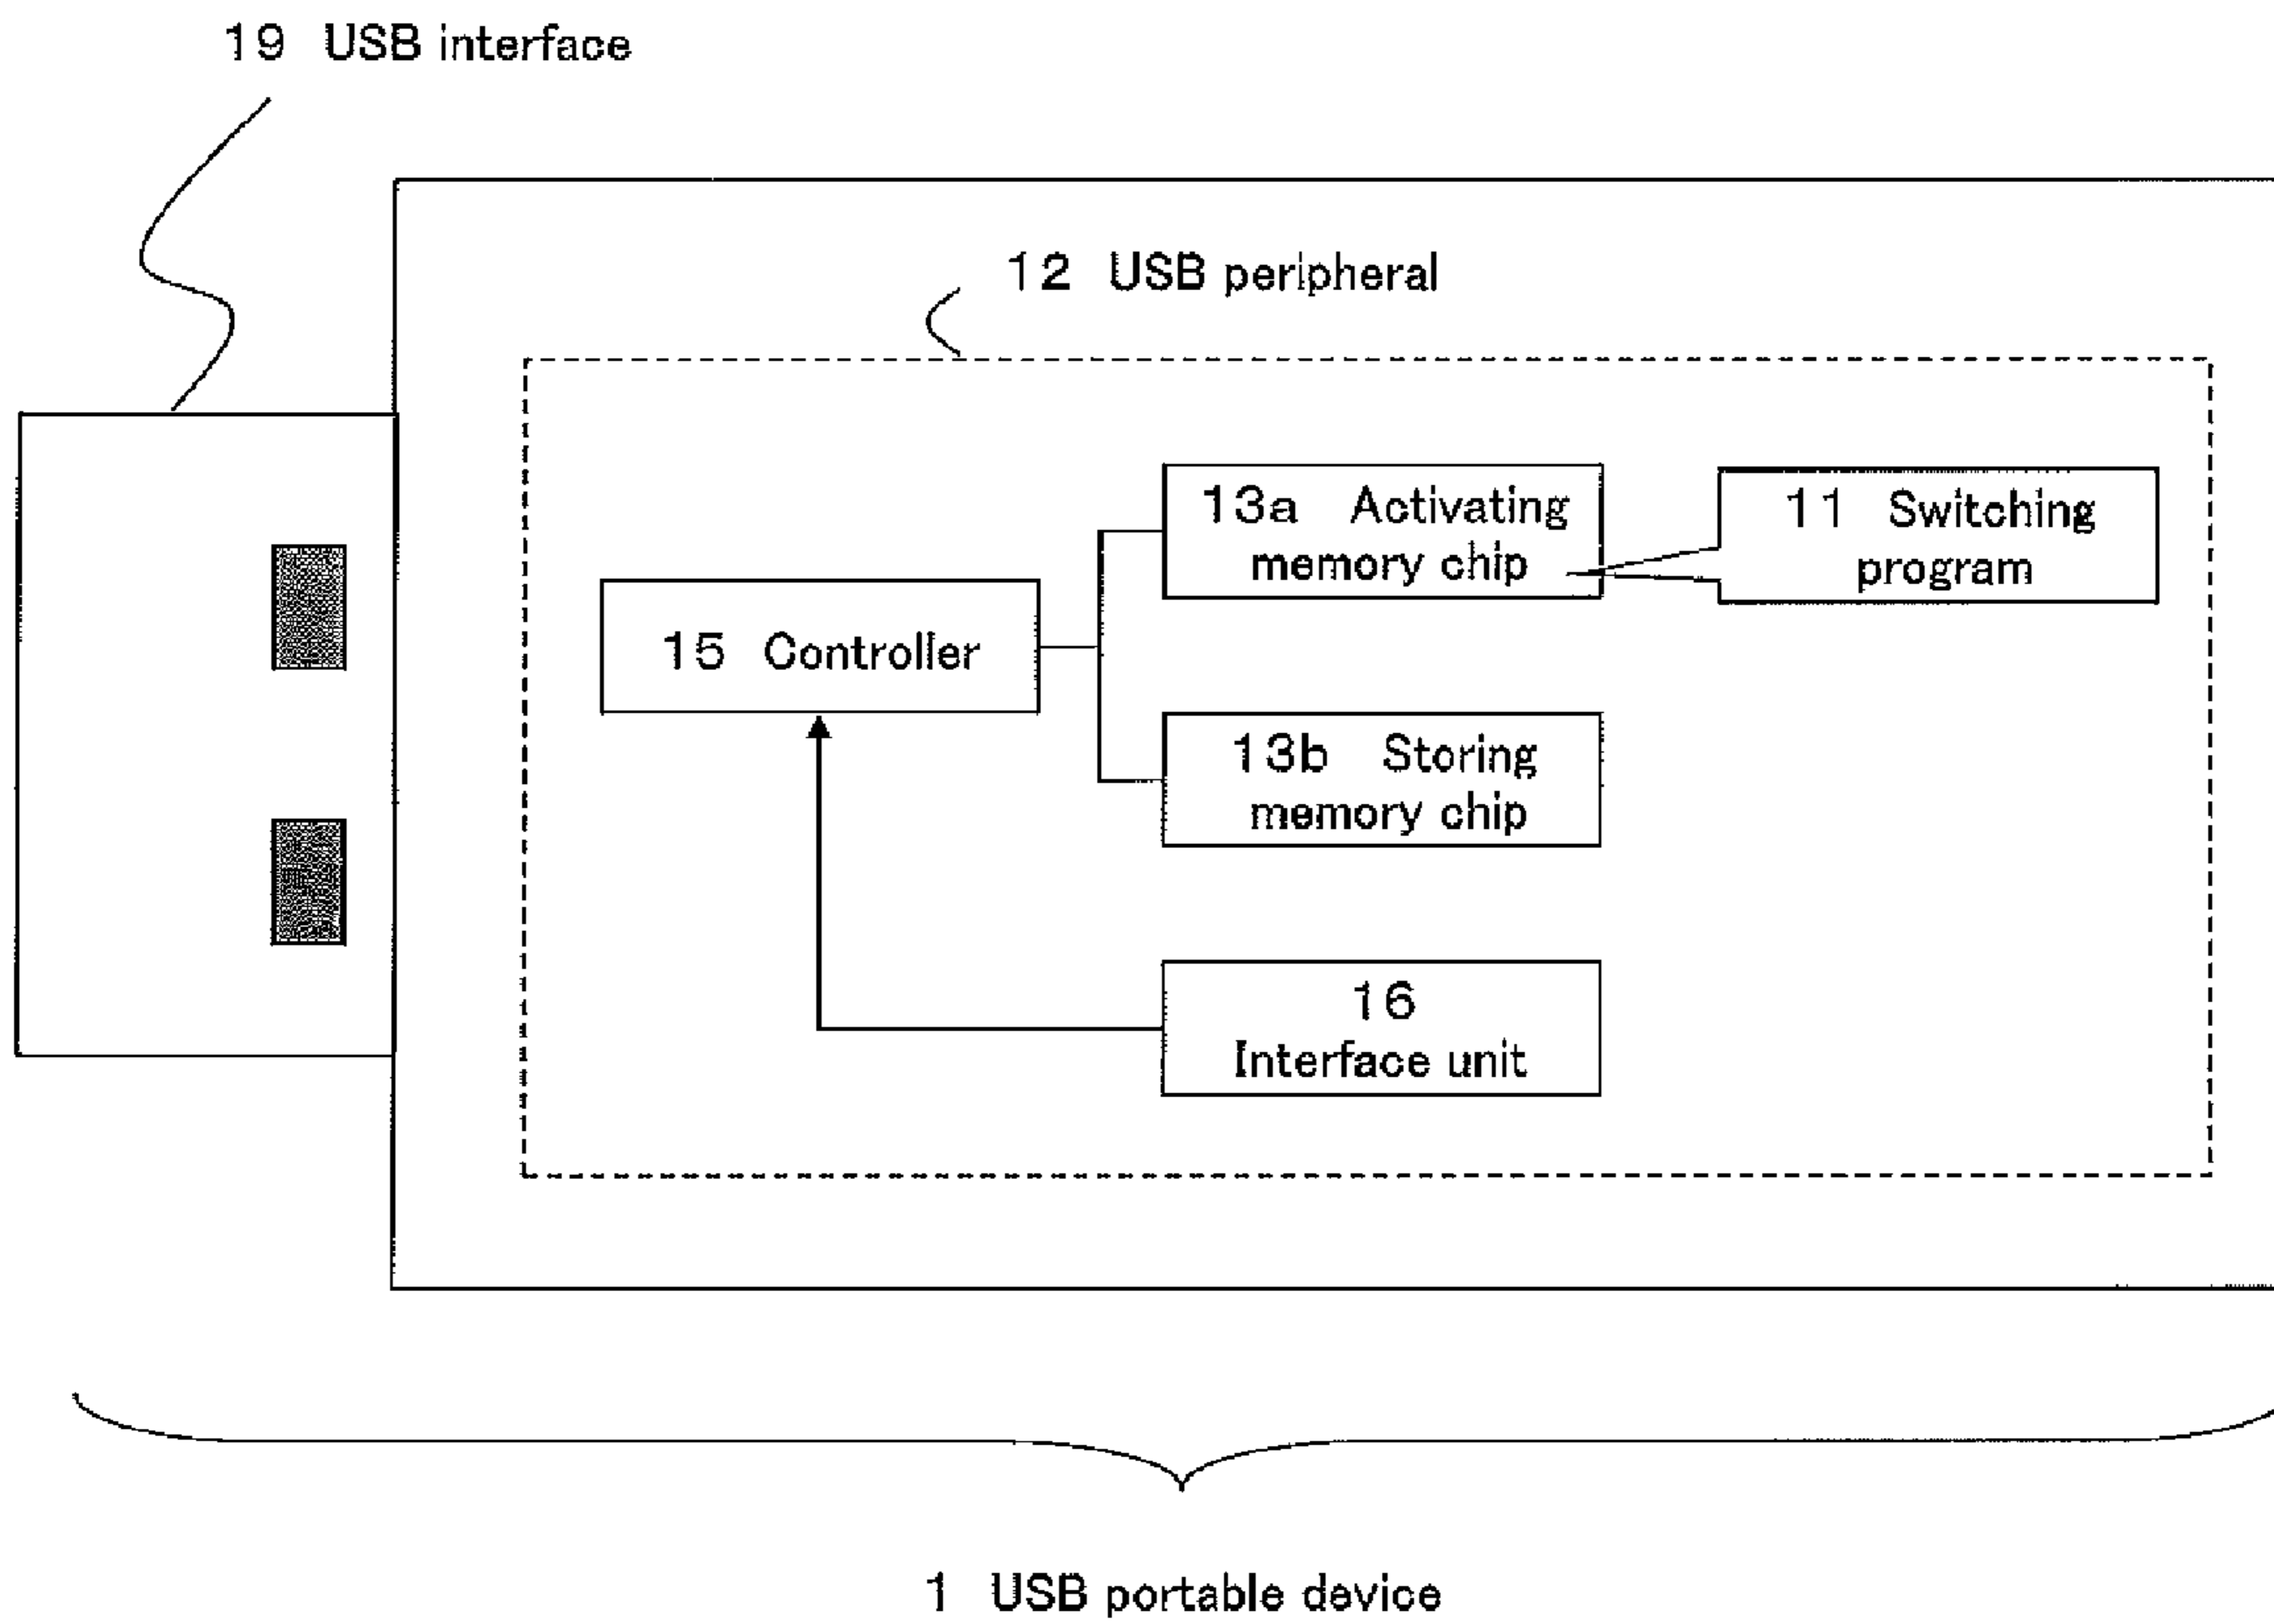 19 USB interface
12 USB peripheral
13a Activating
memory chip
11 Switching
program
15 Controller
13b Storing
memory chip
16
Interface unit
1 USB portable device